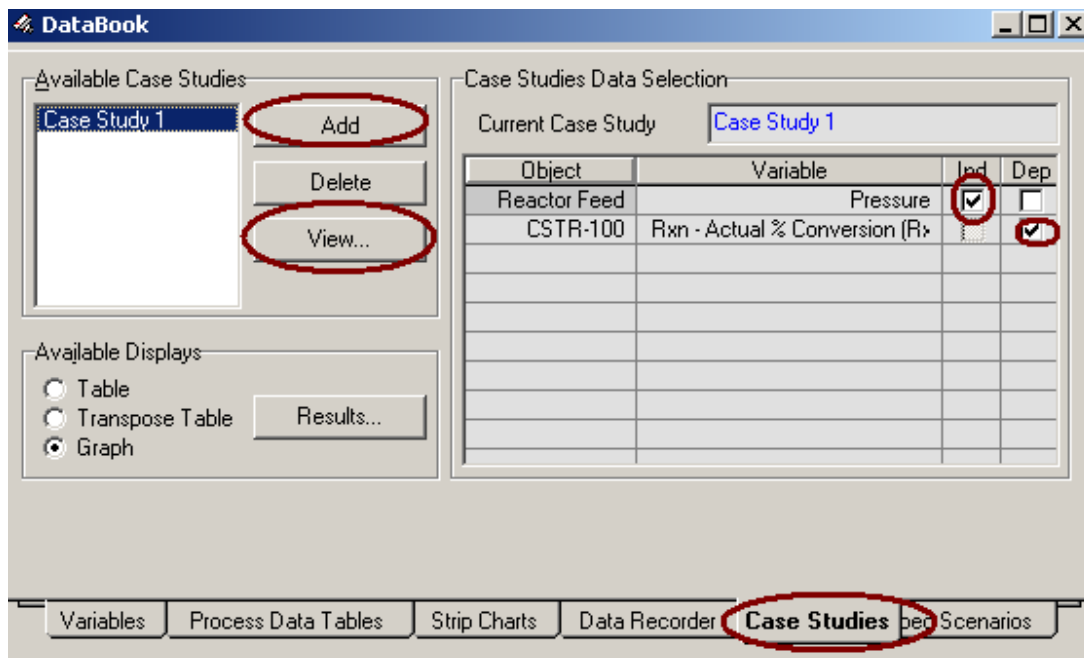 DataBook
Available Case Studies
Case Study 1
Add
Delete
View...
Available Displays
Table
Transpose Table
Graph
Results...
Case Studies Data Selection
Current Case Study Case Study 1
Object Variable Ind Dep
Reactor Feed Pressure
CSTR-100 Rxn - Actual % Conversion (Rx
Variables Process Data Tables Strip Charts Data Recorder Case Studies Scenarios